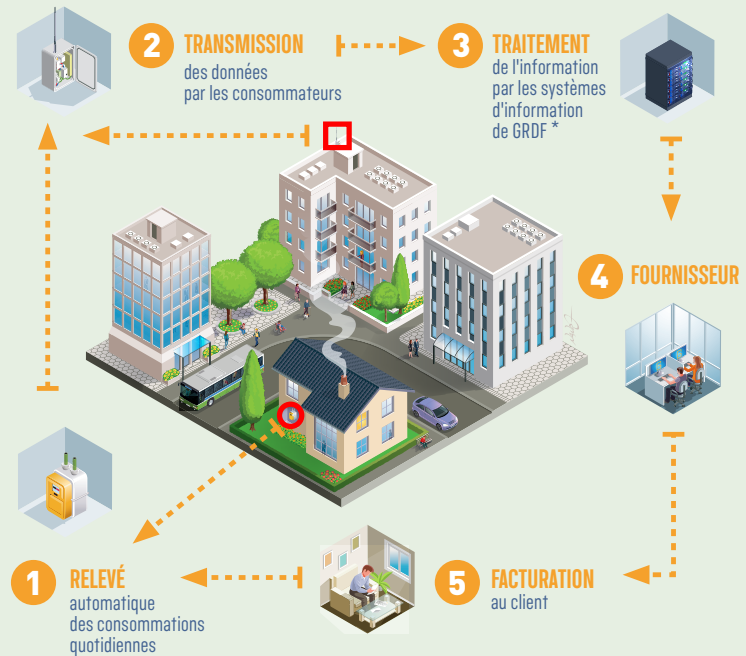 2 TRANSMISSION
des données
par les consommateurs
3 TRAITEMENT
de l'information
par les systèmes
d'information
de GRDF *
4 FOURNISSEUR
1 RELEVÉ
automatique
des consommations
quotidiennes
5 FACTURATION
au client